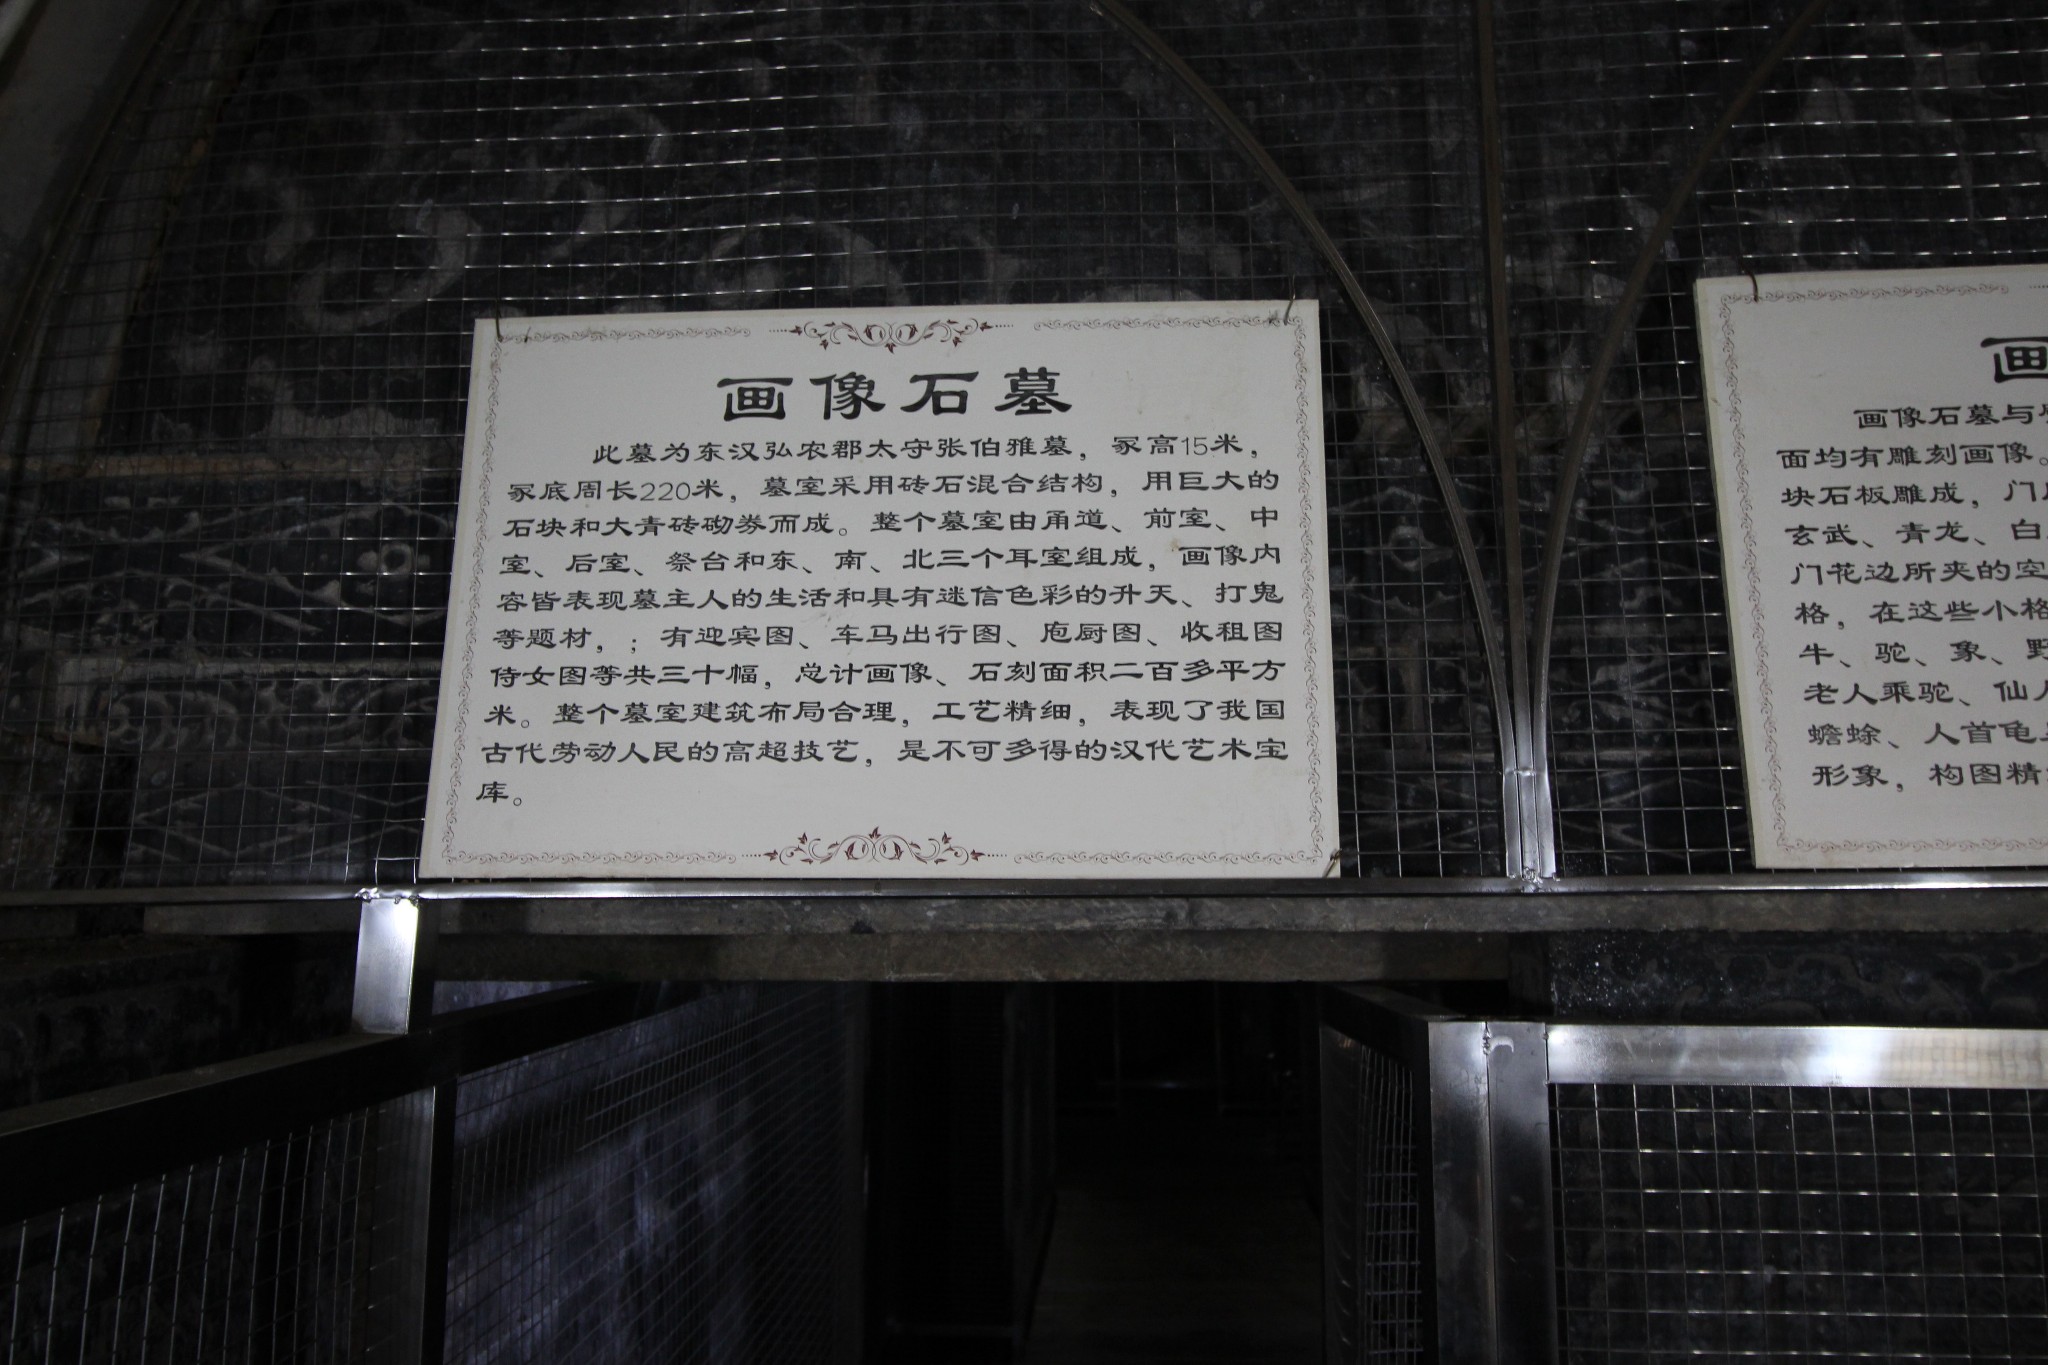 画像石墓
此墓为东汉弘农郡太守张伯雅墓，冢高15米，
冢底周长220米，墓室采用砖石混合结构，用巨大的
石块和大青砖砌券而成。整个墓室由甬道、前室、中
室、后室、祭台和东、南、北三个耳室组成，画像内
容皆表现墓主人的生活和具有迷信色彩的升天、打鬼
等题材，；有迎宾图、车马出行图、庖厨图、收租图
侍女图等共三十幅，总计画像、石刻面积二百多平方
米。整个墓室建筑布局合理，工艺精细，表现了我国
古代劳动人民的高超技艺，是不可多得的汉代艺术宝
库。
画
画像石墓与
面均有雕刻画像。
块石板雕成，门
玄武、青龙、白
门花边所夹的空
格，在这些小格
牛、驼、象、野
老人乘驼、仙人
蟾蜍、人首龟
形象，构图精